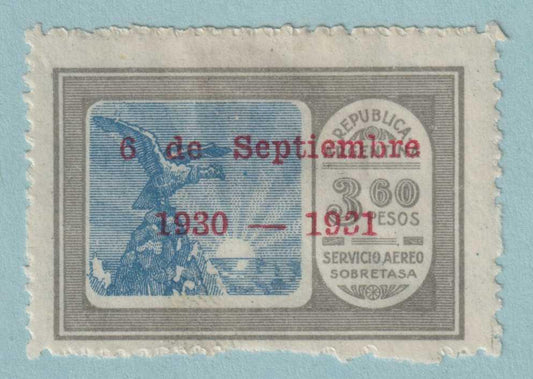 REPUBLICA
6 de Septiembre
3.60
PESOS
1930 — 1931
SERVICIO AEREO
SOBRETASA